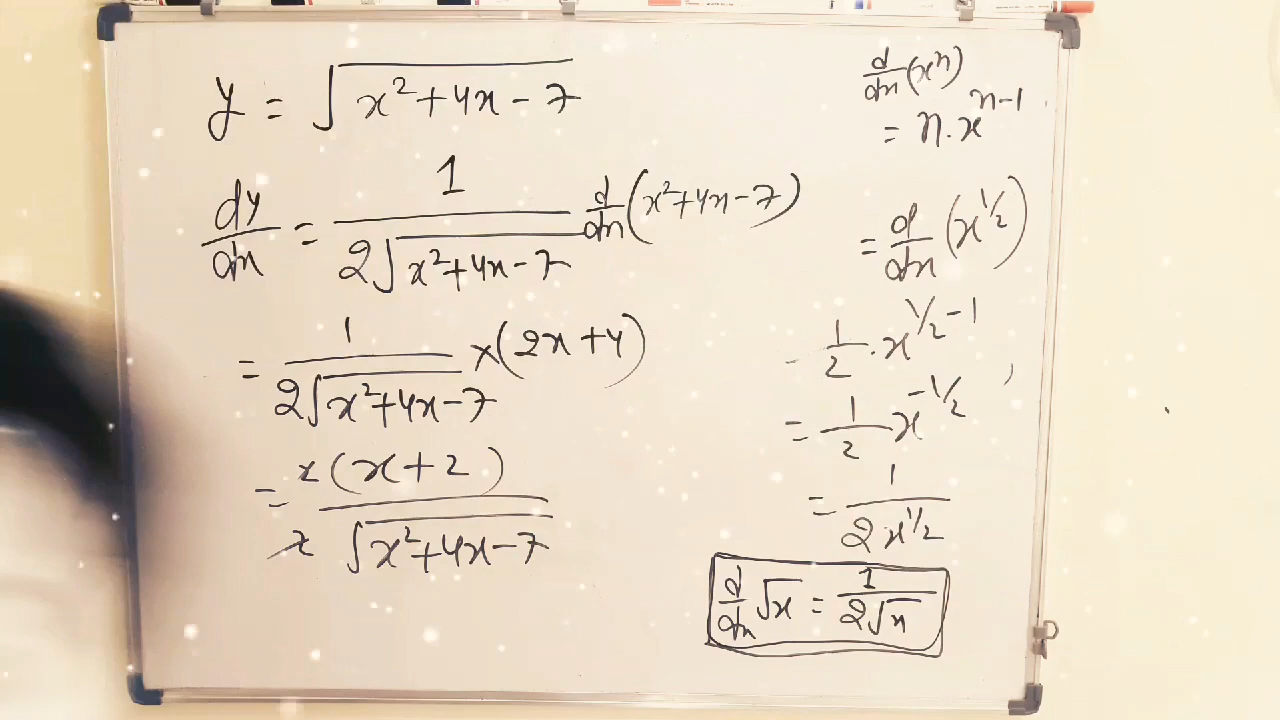 y = √(x²+4x-7)
dy/dx = 1/(2√(x²+4x-7)) d/dx(x²+4x-7)
= 1/(2√(x²+4x-7)) ×(2x+4)
= 2(x+2)/(2√(x²+4x-7))
d/dx(xⁿ)
= n.x^(n-1)
= d/dx(x^(1/2))
- 1/2 . x^(1/2-1)
= 1/2 x^(-1/2)
= 1/(2x^(1/2))
d/dx √x = 1/(2√x)